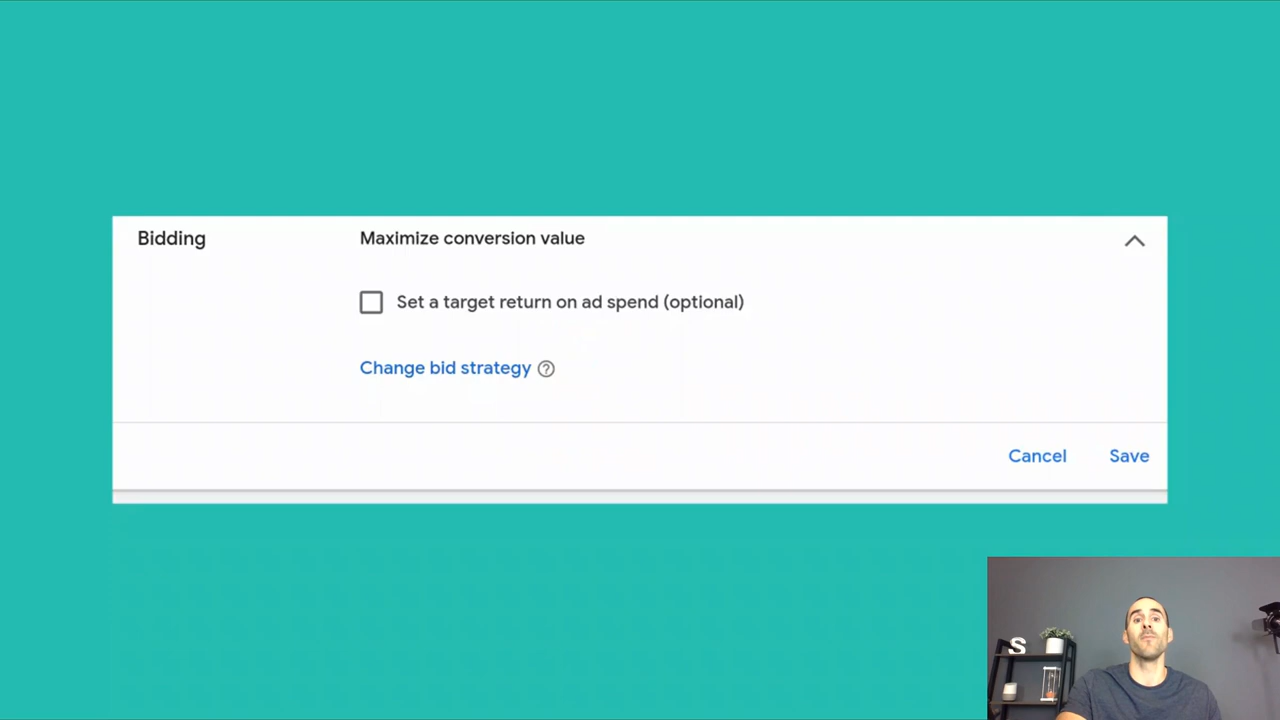 Bidding
Maximize conversion value
Set a target return on ad spend (optional)
Change bid strategy ?
Cancel
Save
S